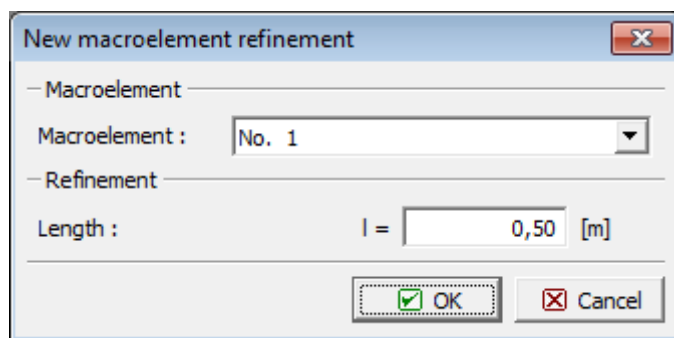 New macroelement refinement
Macroelement
Macroelement : No. 1
Refinement
Length : l = 0,50 [m]
OK Cancel